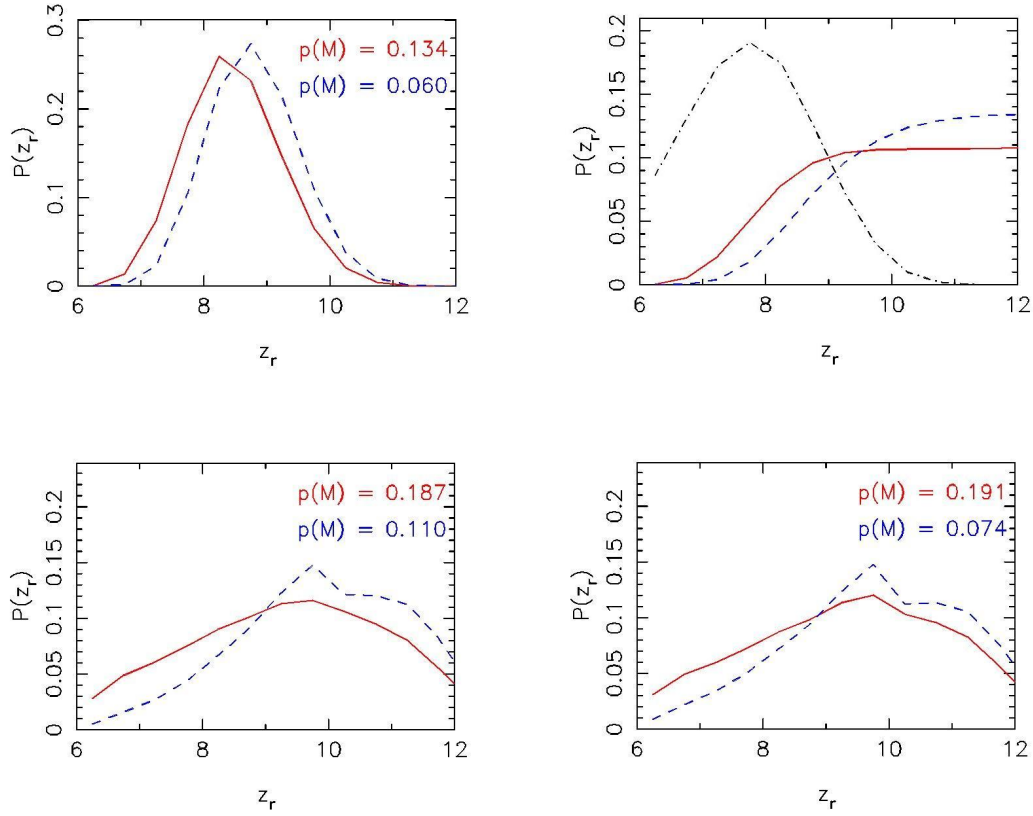 0.3
0.2
0.1
0
P(z_r)
p(M) = 0.134
p(M) = 0.060
6 8 10 12
z_r
0.2
0.15
0.1
0.05
0
P(z_r)
6 8 10 12
z_r
0.2
0.15
0.1
0.05
0
P(z_r)
p(M) = 0.187
p(M) = 0.110
6 8 10 12
z_r
0.2
0.15
0.1
0.05
0
P(z_r)
p(M) = 0.191
p(M) = 0.074
6 8 10 12
z_r